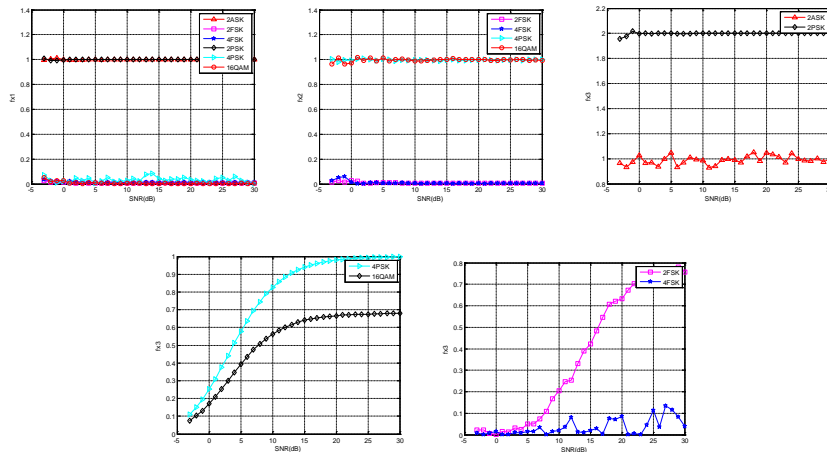 1.4
1.2
1
0.8
0.6
0.4
0.2
0
fx1
-5 0 5 10 15 20 25 30
SNR(dB)
2ASK
2FSK
4FSK
2PSK
4PSK
16QAM
1.4
1.2
1
0.8
0.6
0.4
0.2
0
fx2
-5 0 5 10 15 20 25 30
SNR(dB)
2FSK
4FSK
4PSK
16QAM
2.2
2
1.8
1.6
1.4
1.2
1
0.8
fx3
-5 0 5 10 15 20 25 30
SNR(dB)
2ASK
2PSK
1
0.9
0.8
0.7
0.6
0.5
0.4
0.3
0.2
0.1
0
fx3
-5 0 5 10 15 20 25 30
SNR(dB)
4PSK
16QAM
0.8
0.7
0.6
0.5
0.4
0.3
0.2
0.1
0
fx3
-5 0 5 10 15 20 25 30
SNR(dB)
2FSK
4FSK